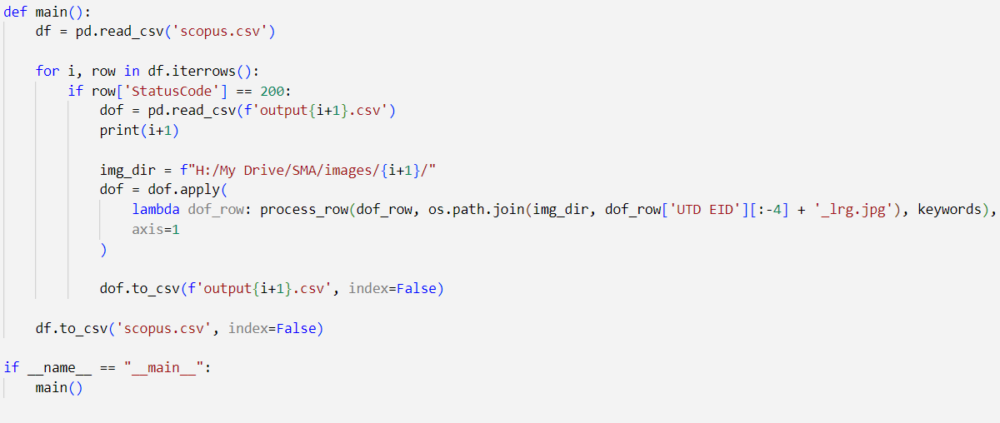 def main():
    df = pd.read_csv('scopus.csv')
    for i, row in df.iterrows():
        if row['StatusCode'] == 200:
            dof = pd.read_csv(f'output{i+1}.csv')
            print(i+1)
            img_dir = f"H:/My Drive/SMA/images/{i+1}/"
            dof = dof.apply(
                lambda dof_row: process_row(dof_row, os.path.join(img_dir, dof_row['UTD EID'][:-4] + '_lrg.jpg'), keywords),
                axis=1
            )
            dof.to_csv(f'output{i+1}.csv', index=False)
    df.to_csv('scopus.csv', index=False)
if __name__ == "__main__":
    main()